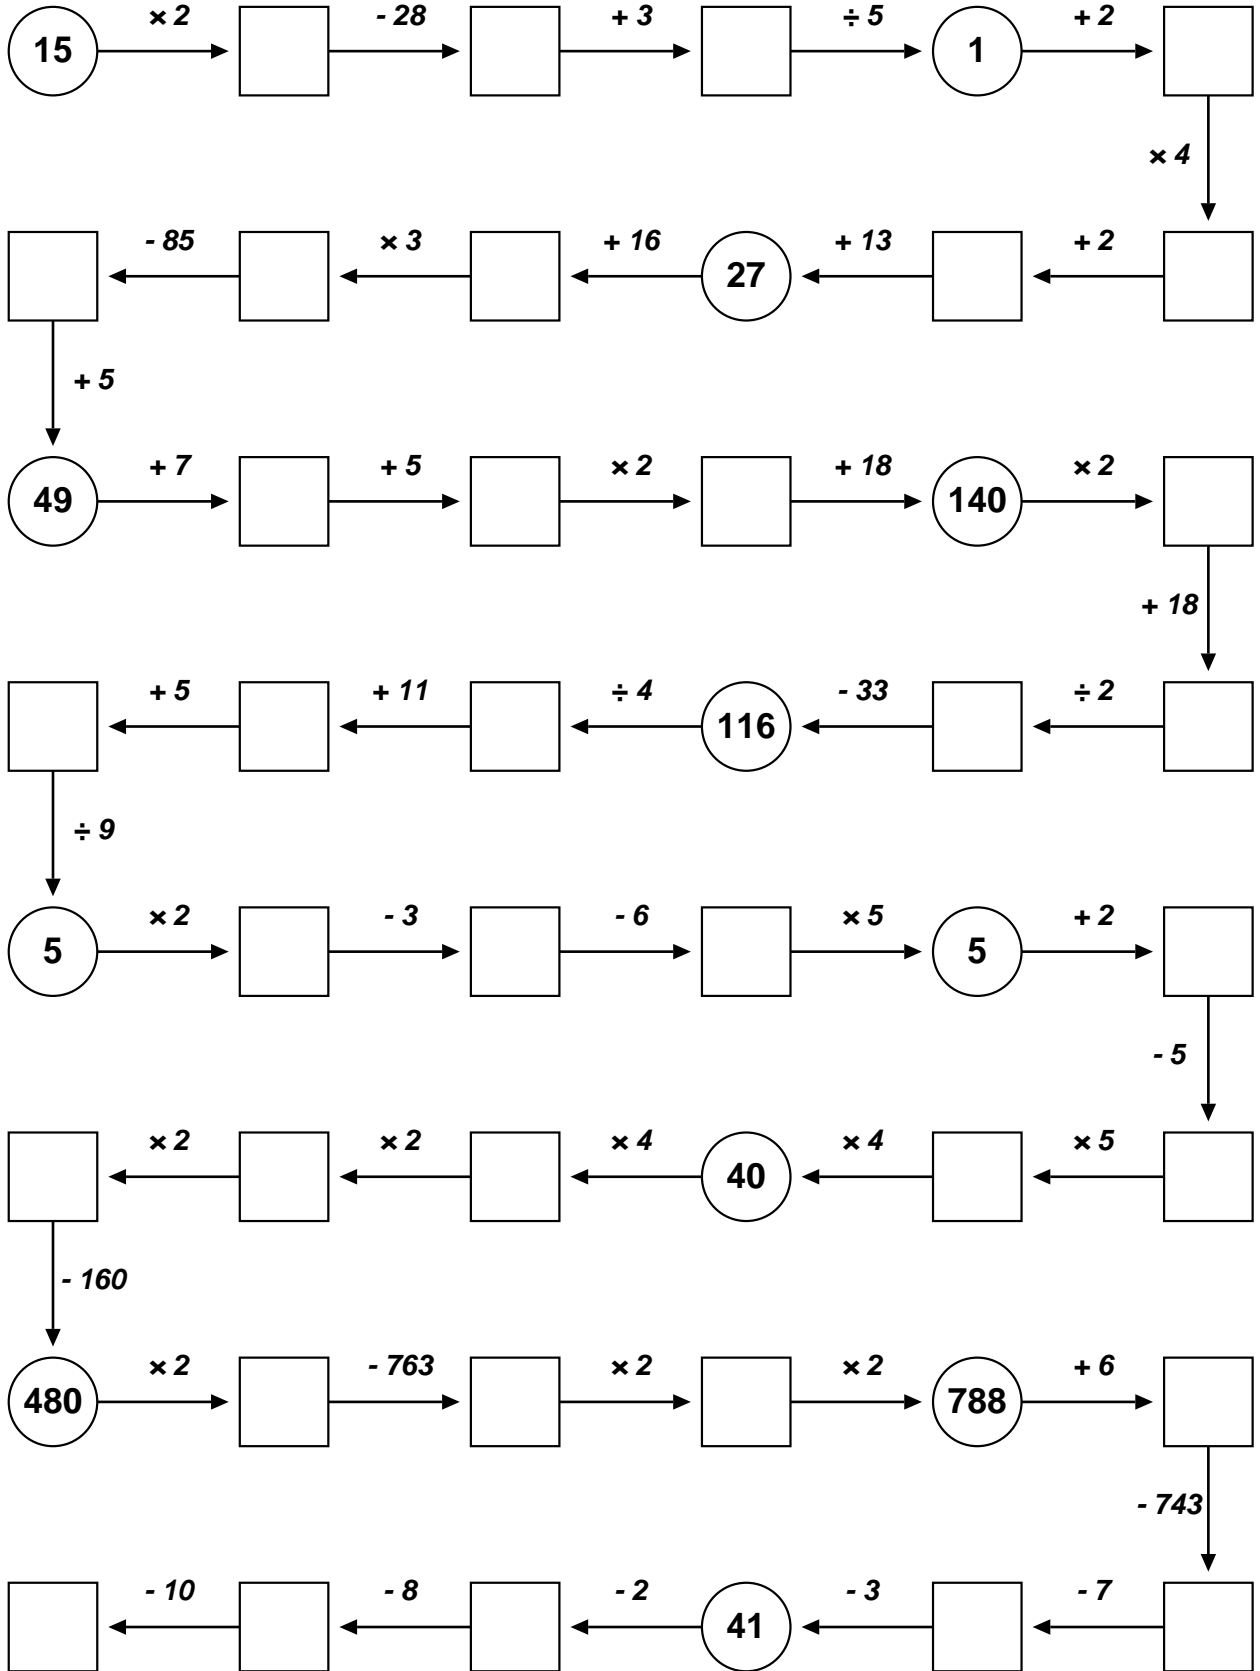 × 2 - 28 + 3 ÷ 5 + 2
15 1
× 4
- 85 × 3 + 16 + 13 + 2
27
+ 5
+ 7 + 5 × 2 + 18 × 2
49 140
+ 18
+ 5 + 11 ÷ 4 - 33 ÷ 2
116
÷ 9
× 2 - 3 - 6 × 5 + 2
5 5
- 5
× 2 × 2 × 4 × 4 × 5
40
- 160
× 2 - 763 × 2 × 2 + 6
480 788
- 743
- 10 - 8 - 2 - 3 - 7
41